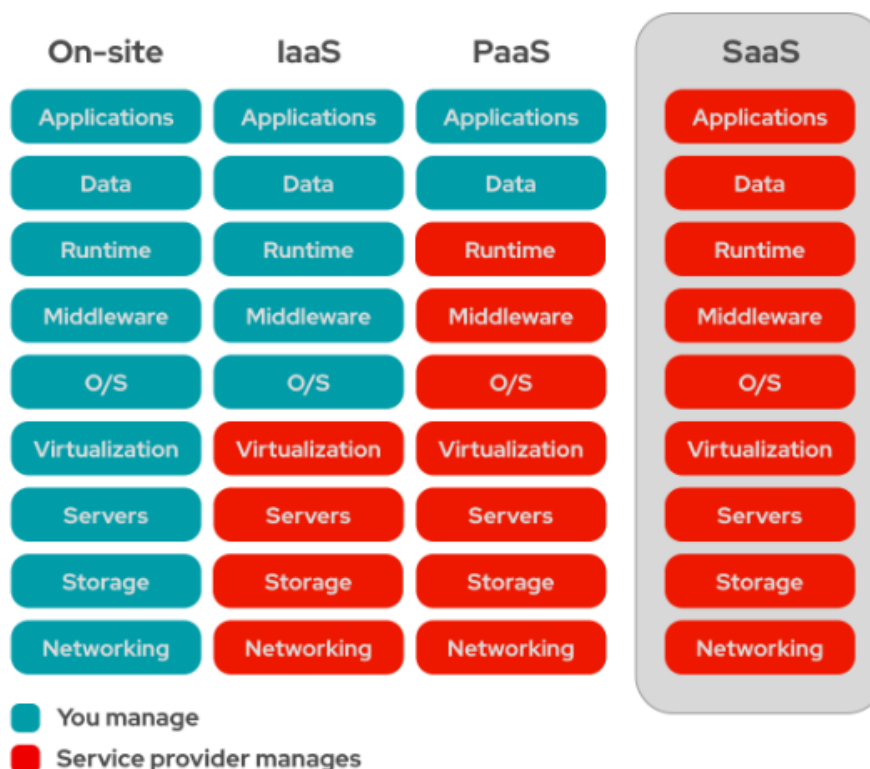 On-site IaaS PaaS SaaS
Applications Applications Applications Applications
Data Data Data Data
Runtime Runtime Runtime Runtime
Middleware Middleware Middleware Middleware
O/S O/S O/S O/S
Virtualization Virtualization Virtualization Virtualization
Servers Servers Servers Servers
Storage Storage Storage Storage
Networking Networking Networking Networking
You manage
Service provider manages